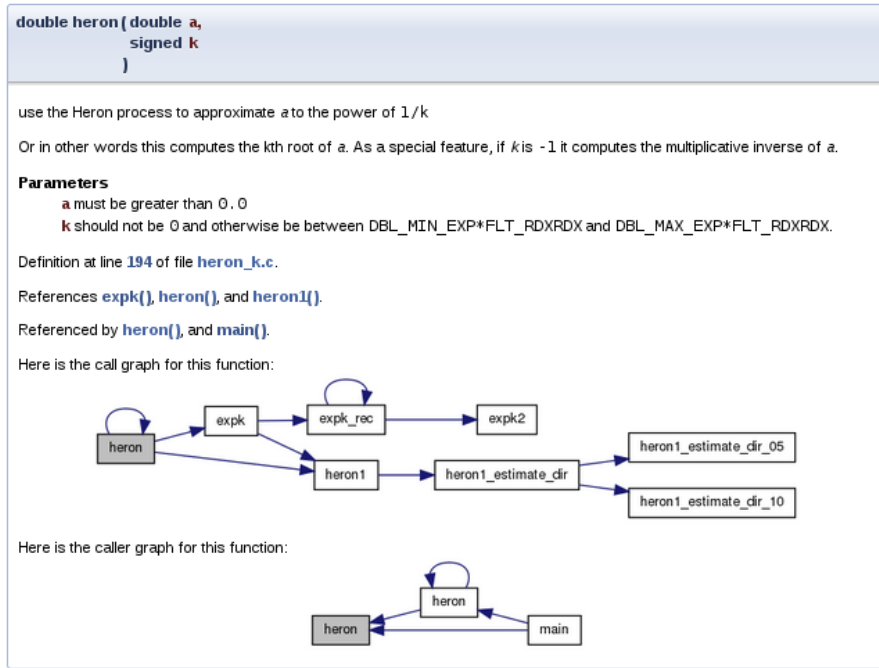 double heron ( double a,
signed k
)
use the Heron process to approximate a to the power of 1/k
Or in other words this computes the kth root of a. As a special feature, if k is -1 it computes the multiplicative inverse of a.
Parameters
a must be greater than 0.0
k should not be 0 and otherwise be between DBL_MIN_EXP*FLT_RDXRDX and DBL_MAX_EXP*FLT_RDXRDX.
Definition at line 194 of file heron_k.c.
References expk(), heron(), and heron1().
Referenced by heron(), and main().
Here is the call graph for this function:
heron
expk
expk_rec
expk2
heron1
heron1_estimate_dir
heron1_estimate_dir_05
heron1_estimate_dir_10
Here is the caller graph for this function:
heron
heron
main